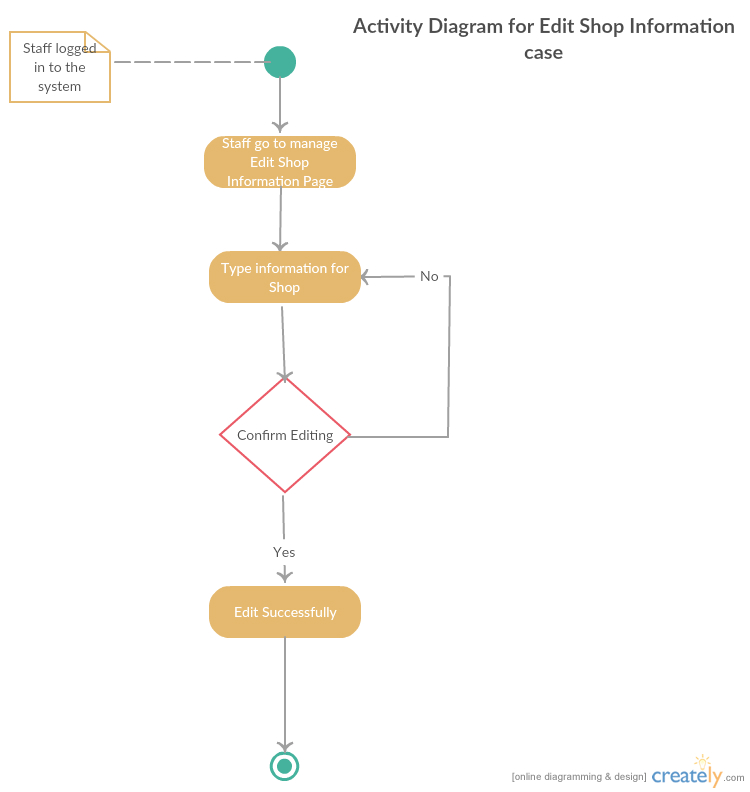 Activity Diagram for Edit Shop Information
case
Staff logged
in to the
system
Staff go to manage
Edit Shop
Information Page
Type information for
Shop
No
Confirm Editing
Yes
Edit Successfully
[online diagramming & design] creately.com